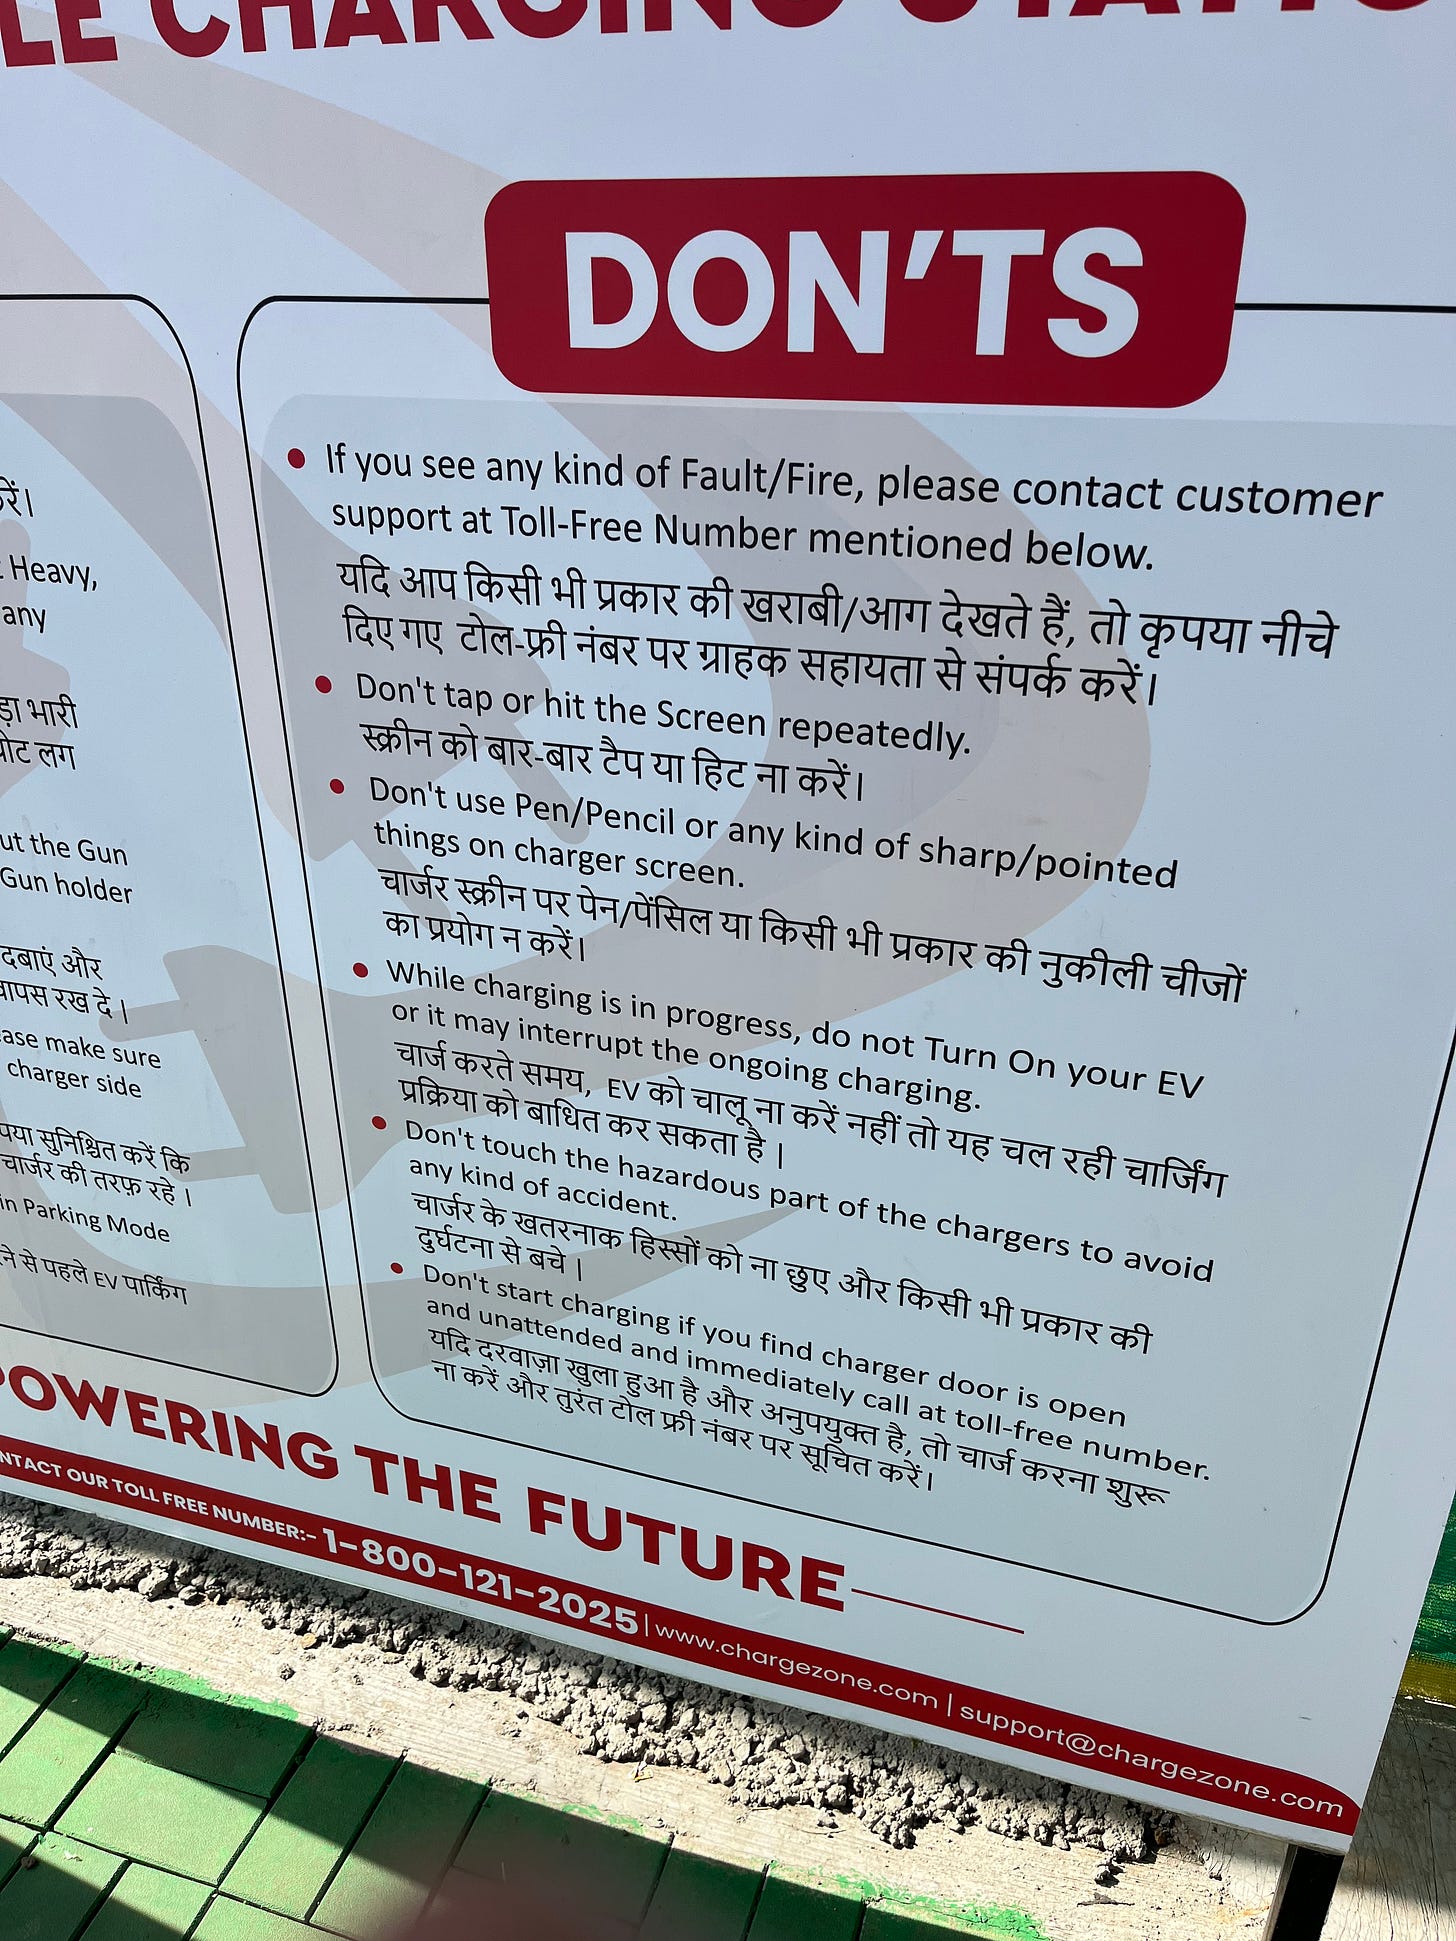 LE CHARGING STATIO
करें।
Heavy,
any
ड़ा भारी
चोट लग
ut the Gun
Gun holder
दबाएं और
वापस रख दे।
ease make sure
charger side
पया सुनिश्चित करें कि
चार्जर की तरफ़ रहे ।
in Parking Mode
ने से पहले EV पार्किंग
DON'TS
• If you see any kind of Fault/Fire, please contact customer
support at Toll-Free Number mentioned below.
यदि आप किसी भी प्रकार की खराबी/आग देखते हैं, तो कृपया नीचे
दिए गए टोल-फ्री नंबर पर ग्राहक सहायता से संपर्क करें।
• Don't tap or hit the Screen repeatedly.
स्क्रीन को बार-बार टैप या हिट ना करें।
• Don't use Pen/Pencil or any kind of sharp/pointed
things on charger screen.
चार्जर स्क्रीन पर पेन/पेंसिल या किसी भी प्रकार की नुकीली चीजों
का प्रयोग न करें।
• While charging is in progress, do not Turn On your EV
or it may interrupt the ongoing charging.
चार्ज करते समय, EV को चालू ना करें नहीं तो यह चल रही चार्जिंग
प्रक्रिया को बाधित कर सकता है ।
• Don't touch the hazardous part of the chargers to avoid
any kind of accident.
चार्जर के खतरनाक हिस्सों को ना छुए और किसी भी प्रकार की
दुर्घटना से बचे ।
• Don't start charging if you find charger door is open
and unattended and immediately call at toll-free number.
यदि दरवाज़ा खुला हुआ है और अनुपयुक्त है, तो चार्ज करना शुरू
ना करें और तुरंत टोल फ्री नंबर पर सूचित करें।
POWERING THE FUTURE
NTACT OUR TOLL FREE NUMBER:- 1-800-121-2025 | www.chargezone.com | support@chargezone.com